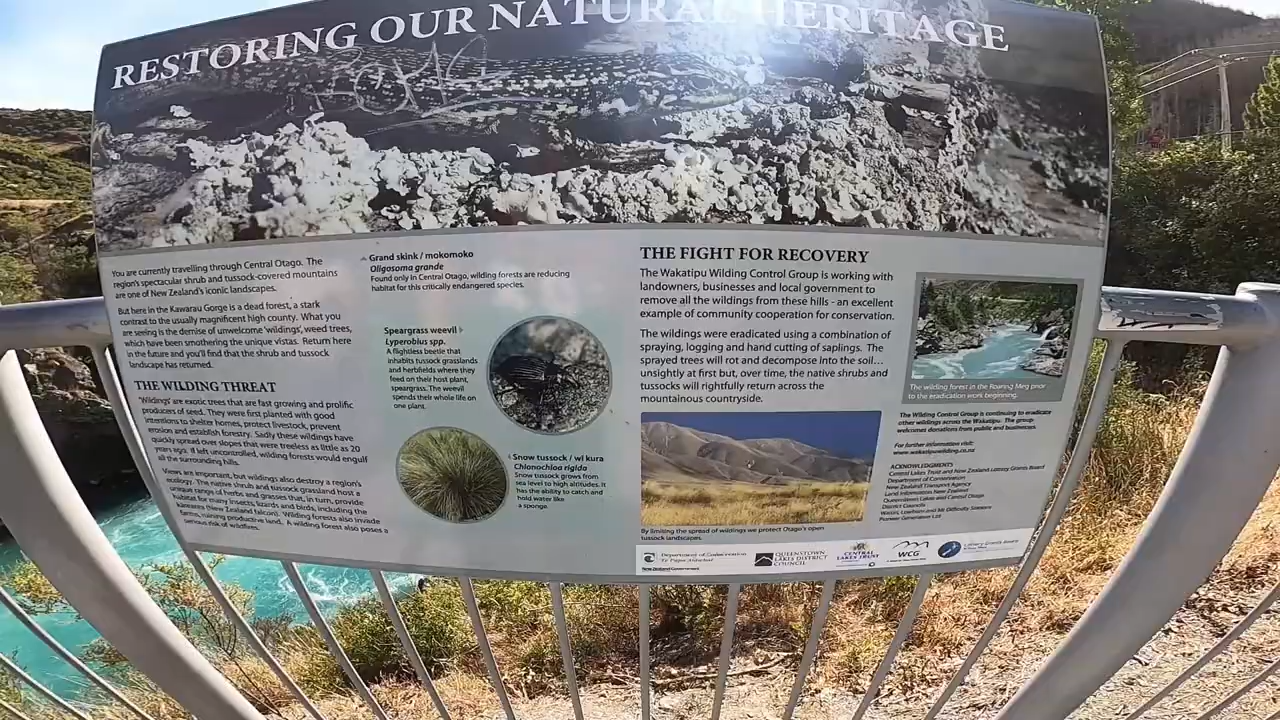 RESTORING OUR NATURAL HERITAGE
You are currently travelling through Central Otago. The
region's spectacular shrub and tussock-covered mountains
are one of New Zealand's iconic landscapes.
But here in the Kawarau Gorge is a dead forest, a stark
contrast to the usually magnificent high county. What you
are seeing is the demise of unwelcome 'wildings', weed trees,
which have been smothering the unique vistas. Return here
in the future and you'll find that the shrub and tussock
landscape has returned.
THE WILDING THREAT
'Wildings' are exotic trees that are fast growing and prolific
producers of seed. They were first planted with good
intentions to shelter homes, protect livestock, prevent
erosion and establish forestry. Sadly these wildings have
quickly spread over slopes that were treeless as little as 20
years ago. If left uncontrolled, wilding forests would engulf
all the surrounding hills.
Views are important, but wildings also destroy a region's
ecology. The native shrub and tussock grassland host a
unique range of herbs and grasses that, in turn, provide
habitat for many insects, lizards and birds, including the
kārearea (New Zealand falcon). Wilding forests also invade
farms, ruining productive land. A wilding forest also poses a
serious risk of wildfire.
Grand skink / mokomoko
Oligosoma grande
Found only in Central Otago, wilding forests are reducing
habitat for this critically endangered species.
Speargrass weevil
Lyperobius spp.
A flightless beetle that
inhabits tussock grasslands
and herbfields where they
feed on their host plant,
speargrass. The weevil
spends their whole life on
one plant.
Snow tussock / wī kura
Chionochloa rigida
Snow tussock grows from
sea level to high altitudes. It
has the ability to catch and
hold water like
a sponge.
THE FIGHT FOR RECOVERY
The Wakatipu Wilding Control Group is working with
landowners, businesses and local government to
remove all the wildings from these hills - an excellent
example of community cooperation for conservation.
The wildings were eradicated using a combination of
spraying, logging and hand cutting of saplings. The
sprayed trees will rot and decompose into the soil...
unsightly at first but, over time, the native shrubs and
tussocks will rightfully return across the
mountainous countryside.
By limiting the spread of wildings we protect Otago's open
tussock landscapes.
The wilding forest in the Roaring Meg prior
to the eradication work beginning.
The Wilding Control Group is continuing to eradicate
other wildings across the Wakatipu. The group
welcomes donations from public and businesses.
For further information visit:
www.wakatipuwilding.co.nz
ACKNOWLEDGMENTS
Central Lakes Trust and New Zealand Lottery Grants Board
Department of Conservation
New Zealand Transport Agency
Land Information New Zealand
Queenstown Lakes and Central Otago
District Councils
Waitiri, Lowburn and Mt Difficulty Stations
Pioneer Generation Ltd
Department of Conservation
Te Papa Atawhai
New Zealand Government
QUEENSTOWN
LAKES DISTRICT
COUNCIL
CENTRAL
LAKES TRUST
WCG
Lottery Grants Board